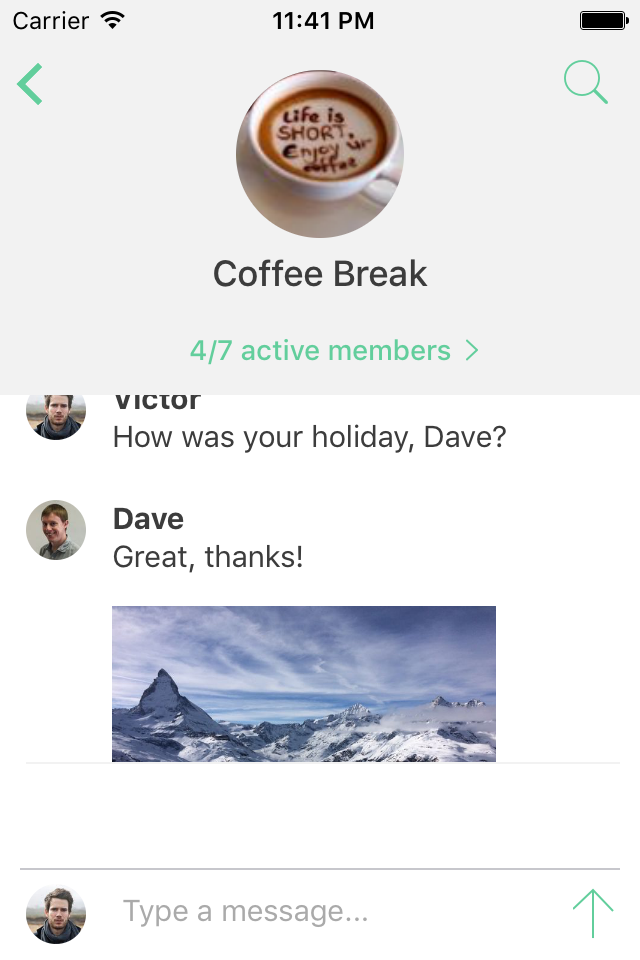 Carrier 11:41 PM
Life is
SHORT.
Enjoy ur
coffee
Coffee Break
4/7 active members
Victor
How was your holiday, Dave?
Dave
Great, thanks!
Type a message...